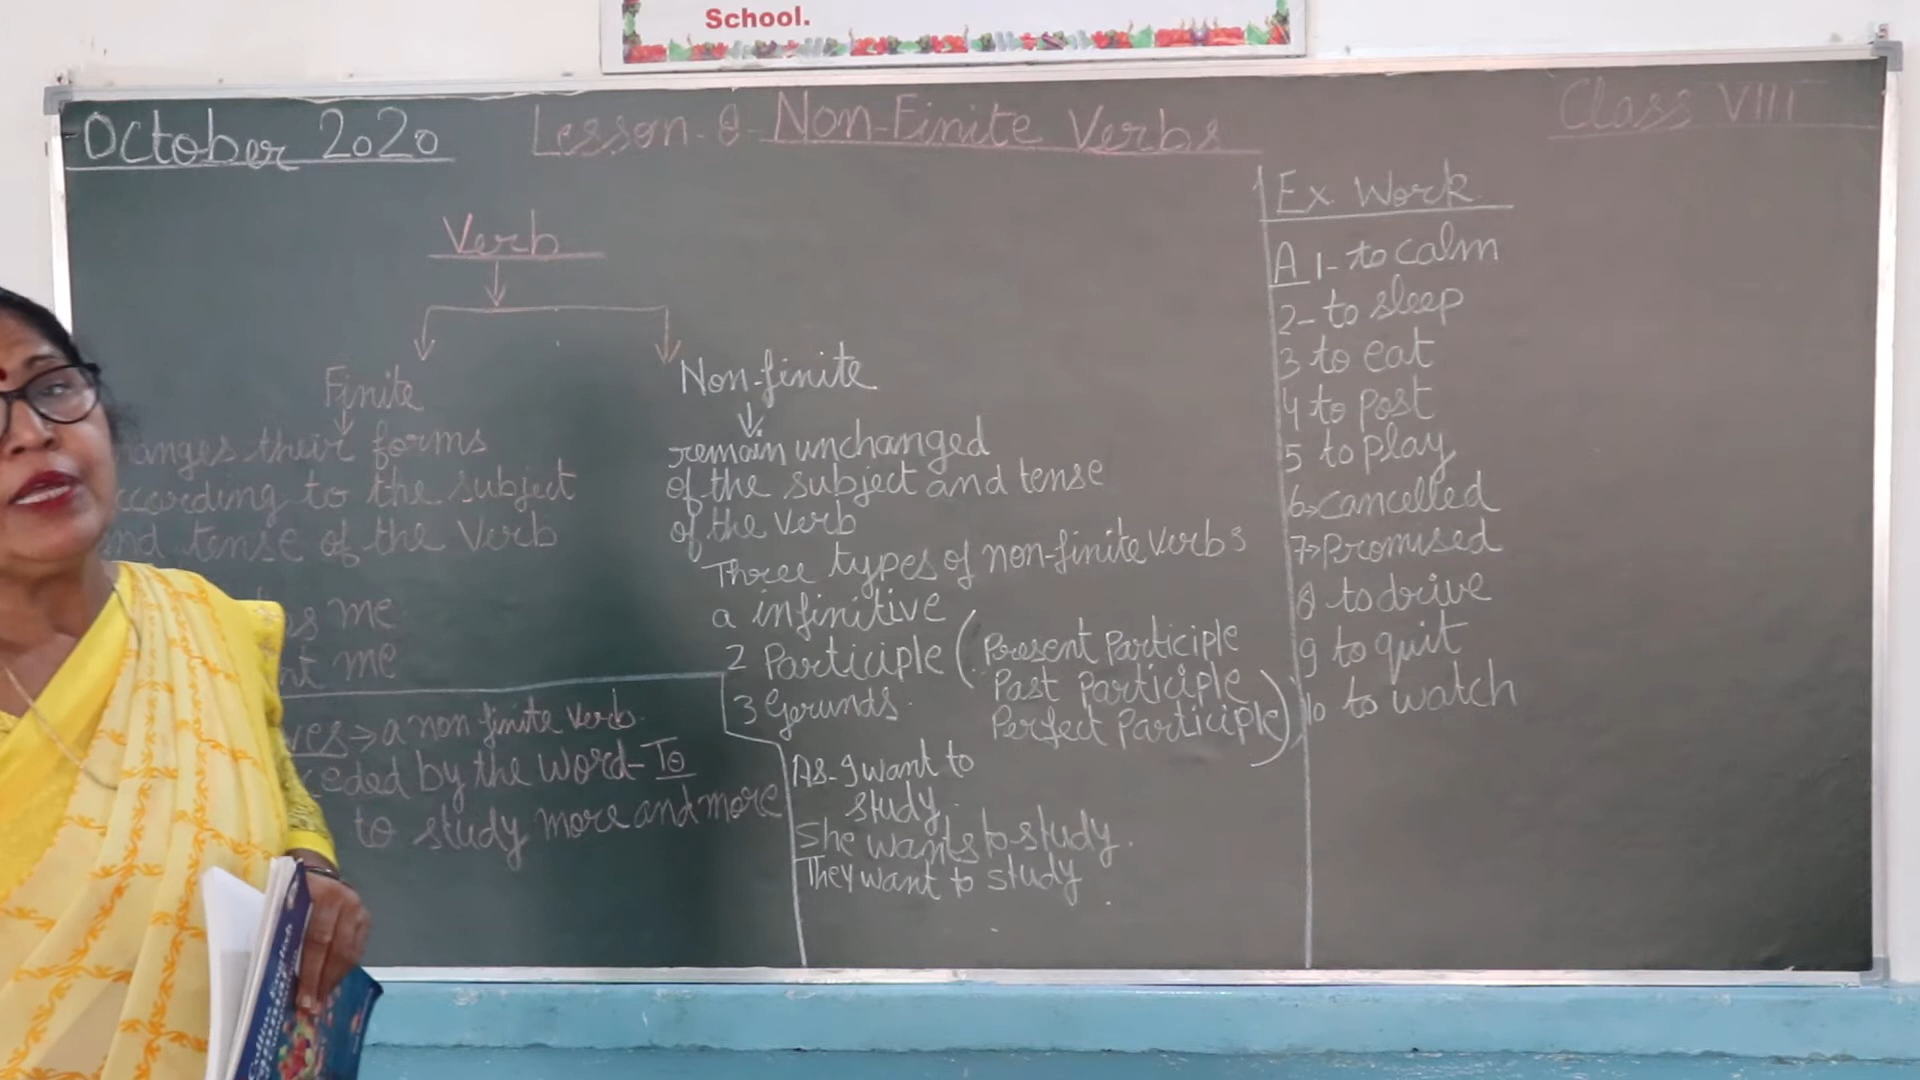 School.
October 2020
Lesson-8-Non-Finite Verbs
Class VIII
Verb
Finite
hanges their forms
ccording to the subject
nd tense of the Verb
me
me
ves→ a non finite verb
ceded by the word-To
to study more and more
Non-finite
remain unchanged
of the subject and tense
of the verb
Three types of non-finite verbs
a infinitive
2 Participle (Present Participle
Past Participle
Perfect Participle)
3 Gerunds.
As-I want to
study.
She wants to study.
They want to study
Ex Work
A 1- to calm
2- to sleep
3 to eat
4 to post
5 to play
6→cancelled
7→Promised
8 to drive
9 to quit
10 to watch